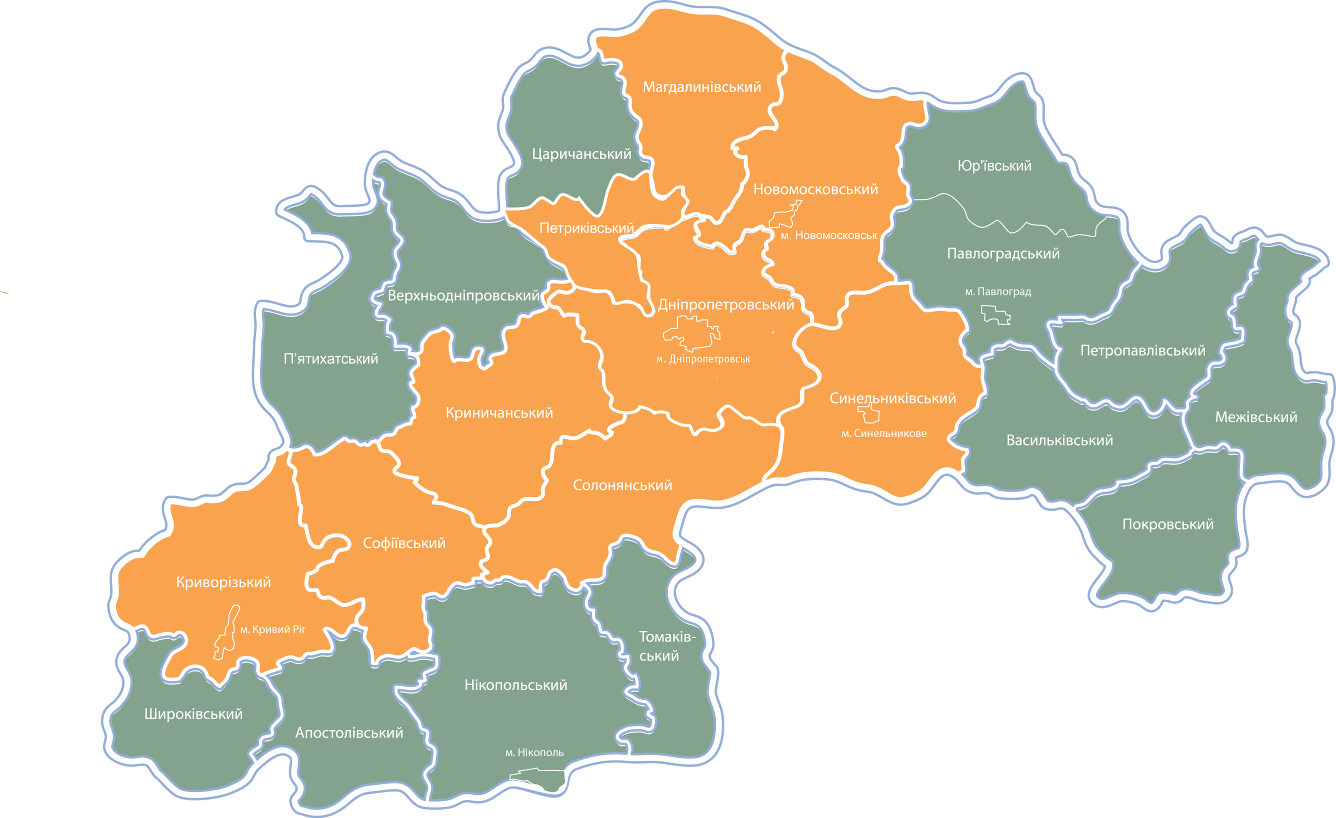 Магдалинівський
Царичанський
Юр'ївський
Новомосковський
Петриківський
м. Новомосковськ
Павлоградський
м. Павлоград
Верхньодніпровський
Дніпропетровський
П'ятихатський
м. Дніпропетровськ
Петропавлівський
Синельниківський
Криничанський
м. Синельникове
Межівський
Васильківський
Солонянський
Покровський
Софіївський
Криворізький
м. Кривий Ріг
Томаків-
ський
Нікопольський
Широківський
Апостолівський
м. Нікополь